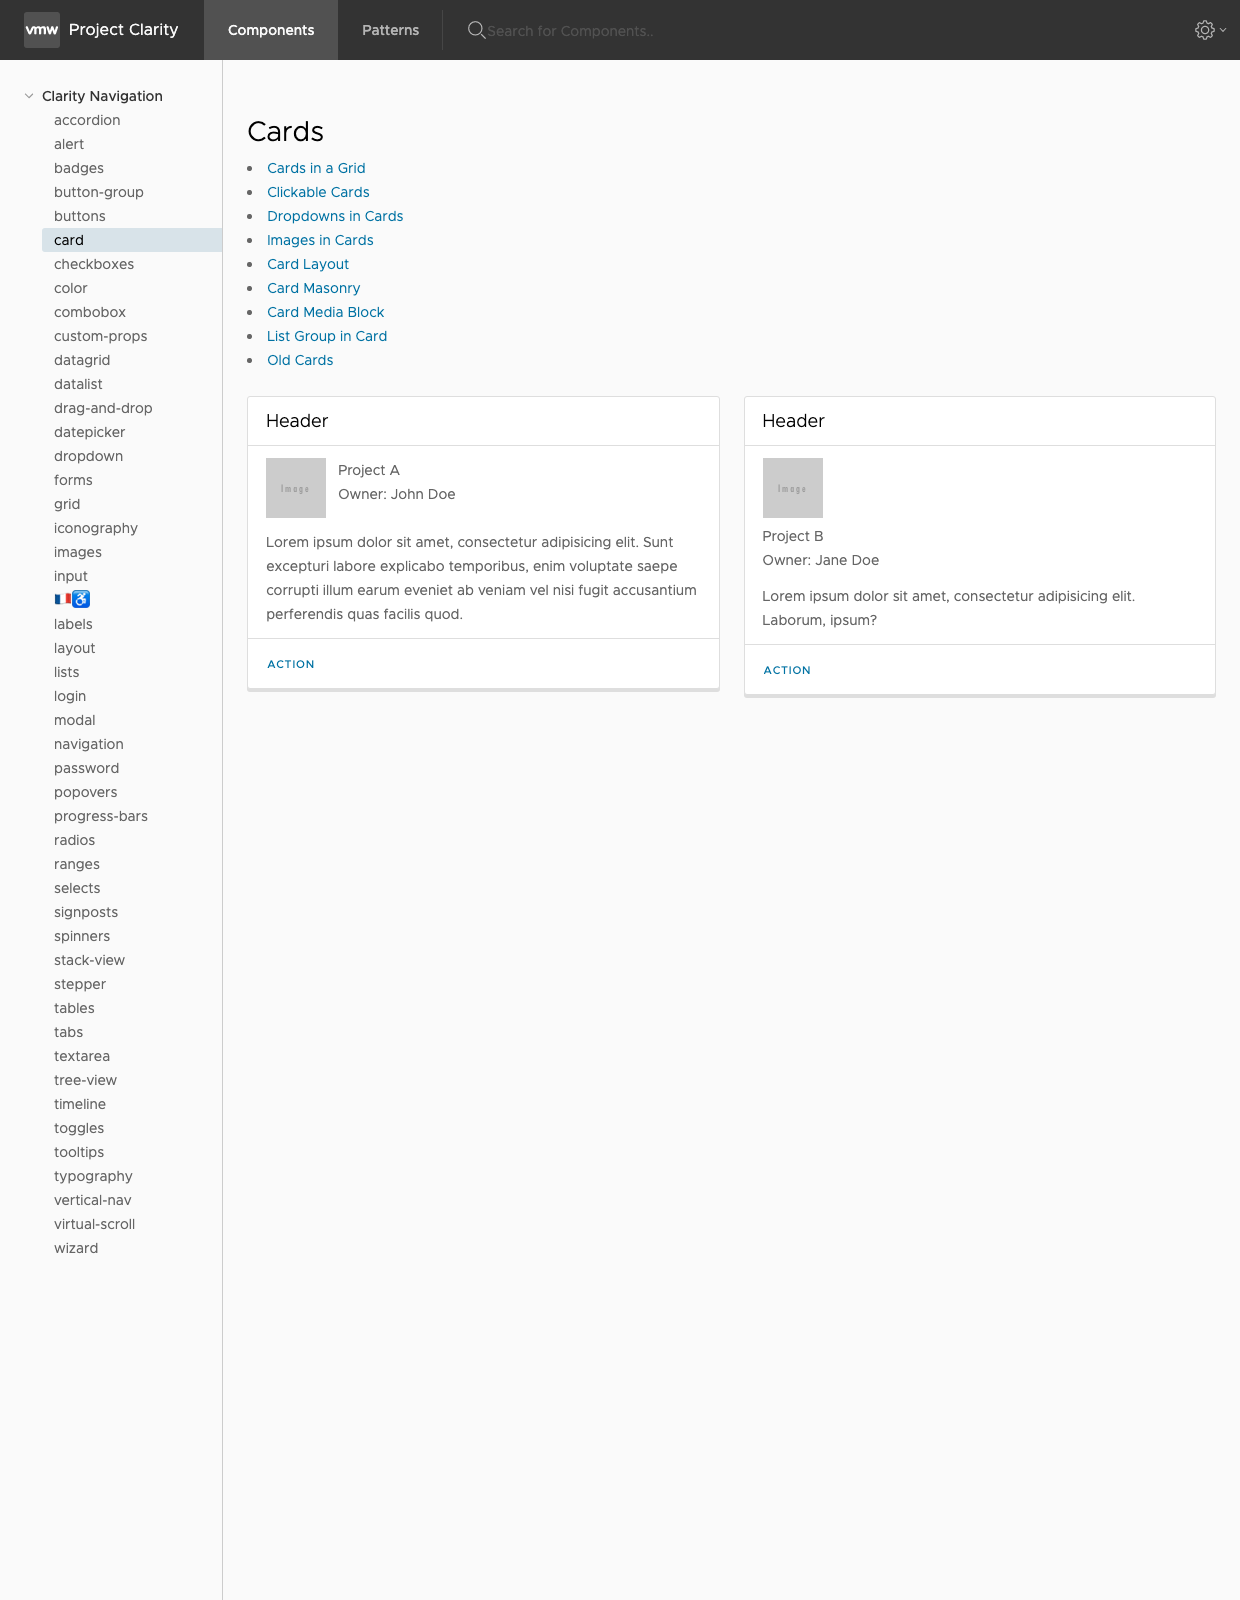 vmw Project Clarity Components Patterns Search for Components..
Clarity Navigation
accordion
alert
badges
button-group
buttons
card
checkboxes
color
combobox
custom-props
datagrid
datalist
drag-and-drop
datepicker
dropdown
forms
grid
iconography
images
input
🇫🇷♿
labels
layout
lists
login
modal
navigation
password
popovers
progress-bars
radios
ranges
selects
signposts
spinners
stack-view
stepper
tables
tabs
textarea
tree-view
timeline
toggles
tooltips
typography
vertical-nav
virtual-scroll
wizard
Cards
Cards in a Grid
Clickable Cards
Dropdowns in Cards
Images in Cards
Card Layout
Card Masonry
Card Media Block
List Group in Card
Old Cards
Header
Image
Project A
Owner: John Doe
Lorem ipsum dolor sit amet, consectetur adipisicing elit. Sunt
excepturi labore explicabo temporibus, enim voluptate saepe
corrupti illum earum eveniet ab veniam vel nisi fugit accusantium
perferendis quas facilis quod.
ACTION
Header
Image
Project B
Owner: Jane Doe
Lorem ipsum dolor sit amet, consectetur adipisicing elit.
Laborum, ipsum?
ACTION